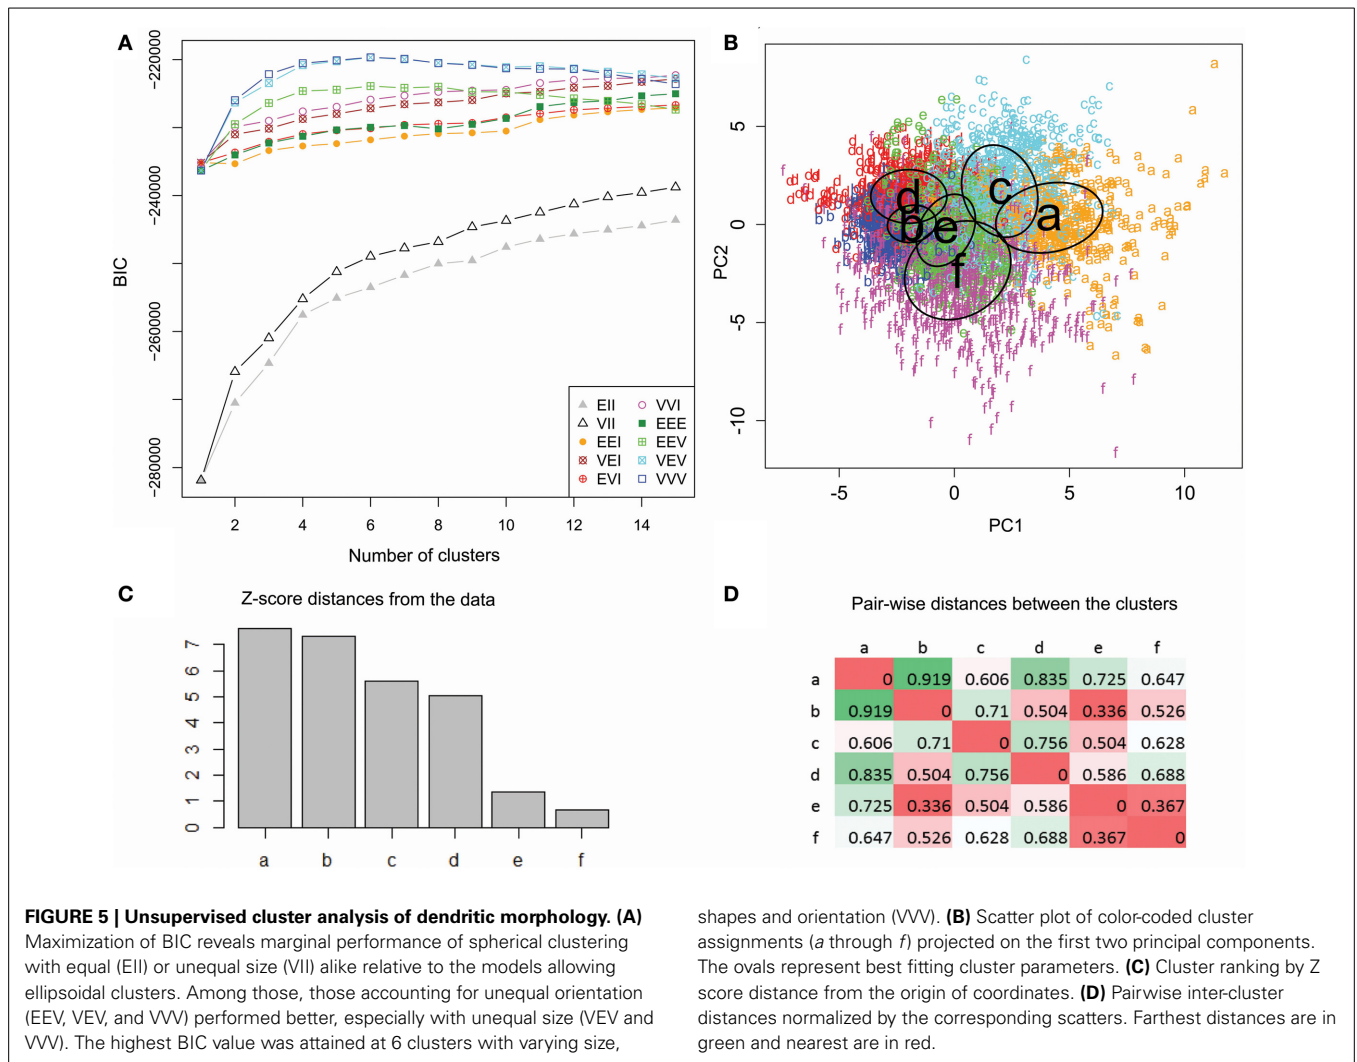 A
BIC
-220000
-240000
-260000
-280000
2 4 6 8 10 12 14
Number of clusters
EII VVI
VII EEE
EEI EEV
VEI VEV
EVI VVV
B
PC2
5
0
-5
-10
a
b
c
d
e
f
-5 0 5 10
PC1
C
Z-score distances from the data
7
6
5
4
3
2
1
0
a b c d e f
D
Pair-wise distances between the clusters
a b c d e f
a 0 0.919 0.606 0.835 0.725 0.647
b 0.919 0 0.71 0.504 0.336 0.526
c 0.606 0.71 0 0.756 0.504 0.628
d 0.835 0.504 0.756 0 0.586 0.688
e 0.725 0.336 0.504 0.586 0 0.367
f 0.647 0.526 0.628 0.688 0.367 0
FIGURE 5 | Unsupervised cluster analysis of dendritic morphology. (A)
Maximization of BIC reveals marginal performance of spherical clustering
with equal (EII) or unequal size (VII) alike relative to the models allowing
ellipsoidal clusters. Among those, those accounting for unequal orientation
(EEV, VEV, and VVV) performed better, especially with unequal size (VEV and
VVV). The highest BIC value was attained at 6 clusters with varying size,
shapes and orientation (VVV). (B) Scatter plot of color-coded cluster
assignments (a through f) projected on the first two principal components.
The ovals represent best fitting cluster parameters. (C) Cluster ranking by Z
score distance from the origin of coordinates. (D) Pairwise inter-cluster
distances normalized by the corresponding scatters. Farthest distances are in
green and nearest are in red.